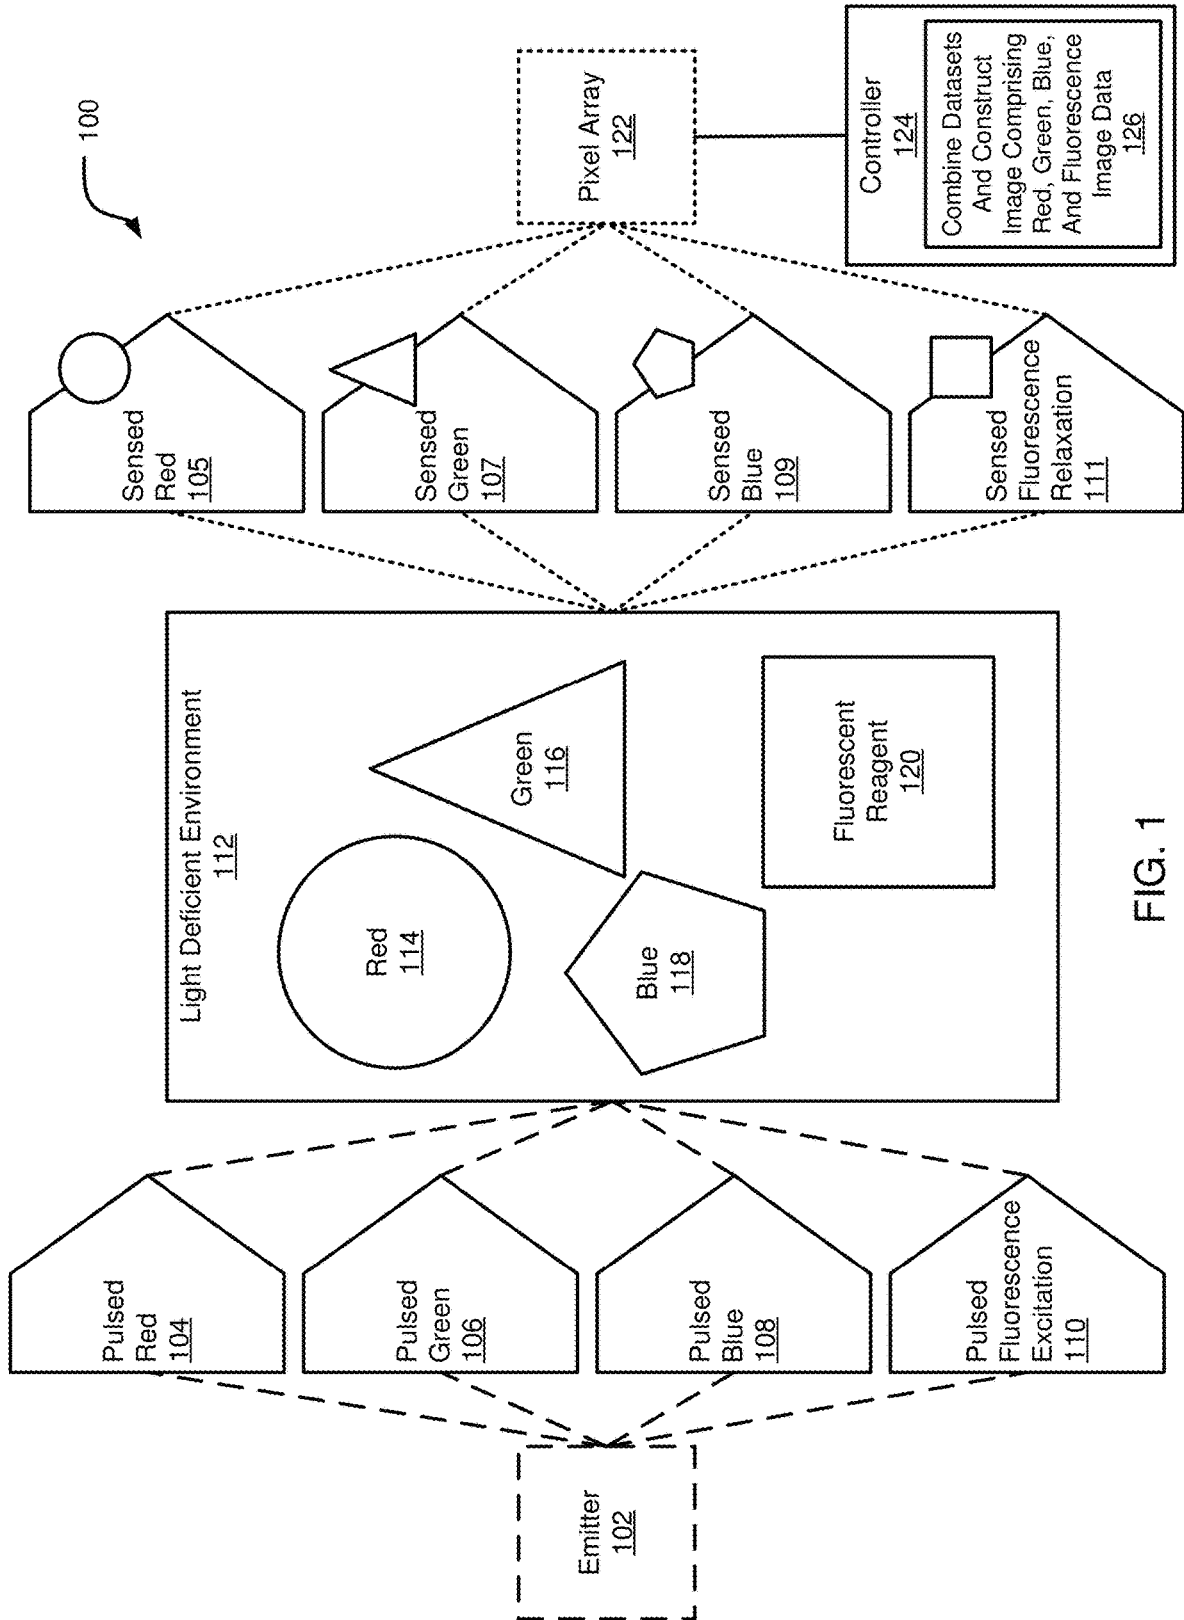 100
Emitter
102
Pulsed
Red
104
Pulsed
Green
106
Pulsed
Blue
108
Pulsed
Fluorescence
Excitation
110
Light Deficient Environment
112
Red
114
Green
116
Blue
118
Fluorescent
Reagent
120
Sensed
Red
105
Sensed
Green
107
Sensed
Blue
109
Sensed
Fluorescence
Relaxation
111
Pixel Array
122
Controller
124
Combine Datasets
And Construct
Image Comprising
Red, Green, Blue,
And Fluorescence
Image Data
126
FIG. 1